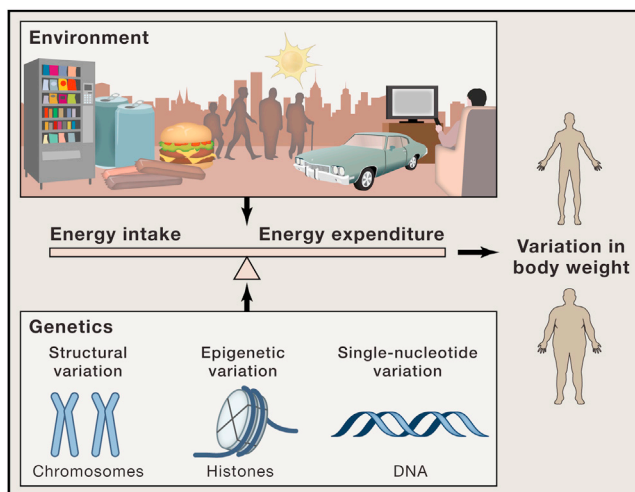 Environment
Energy intake
Energy expenditure
Variation in
body weight
Genetics
Structural
variation
Epigenetic
variation
Single-nucleotide
variation
Chromosomes
Histones
DNA